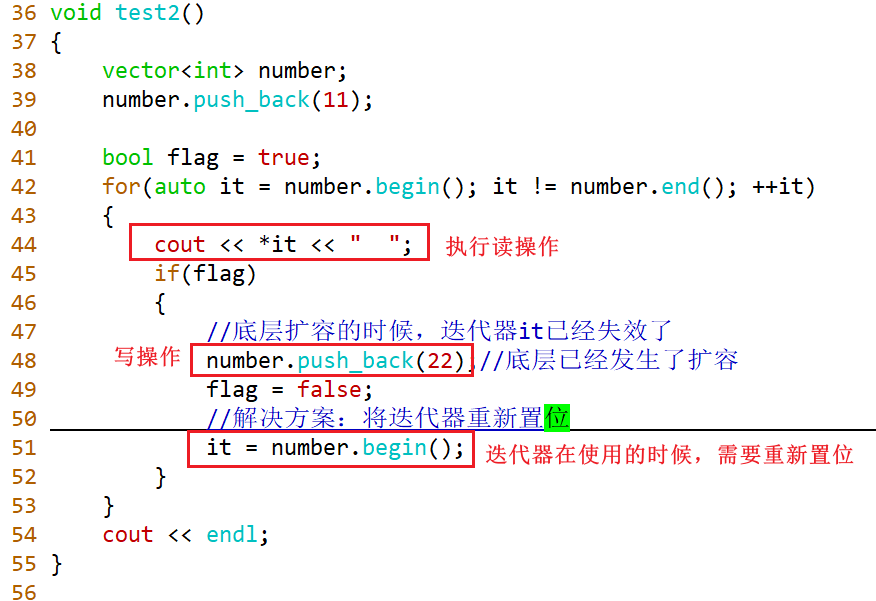 36 void test2()
37 {
38     vector<int> number;
39     number.push_back(11);
40
41     bool flag = true;
42     for(auto it = number.begin(); it != number.end(); ++it)
43     {
44         cout << *it << "  "; 执行读操作
45         if(flag)
46         {
47             //底层扩容的时候，迭代器it已经失效了
48 写操作 number.push_back(22);//底层已经发生了扩容
49             flag = false;
50             //解决方案：将迭代器重新置位
51             it = number.begin(); 迭代器在使用的时候，需要重新置位
52         }
53     }
54     cout << endl;
55 }
56